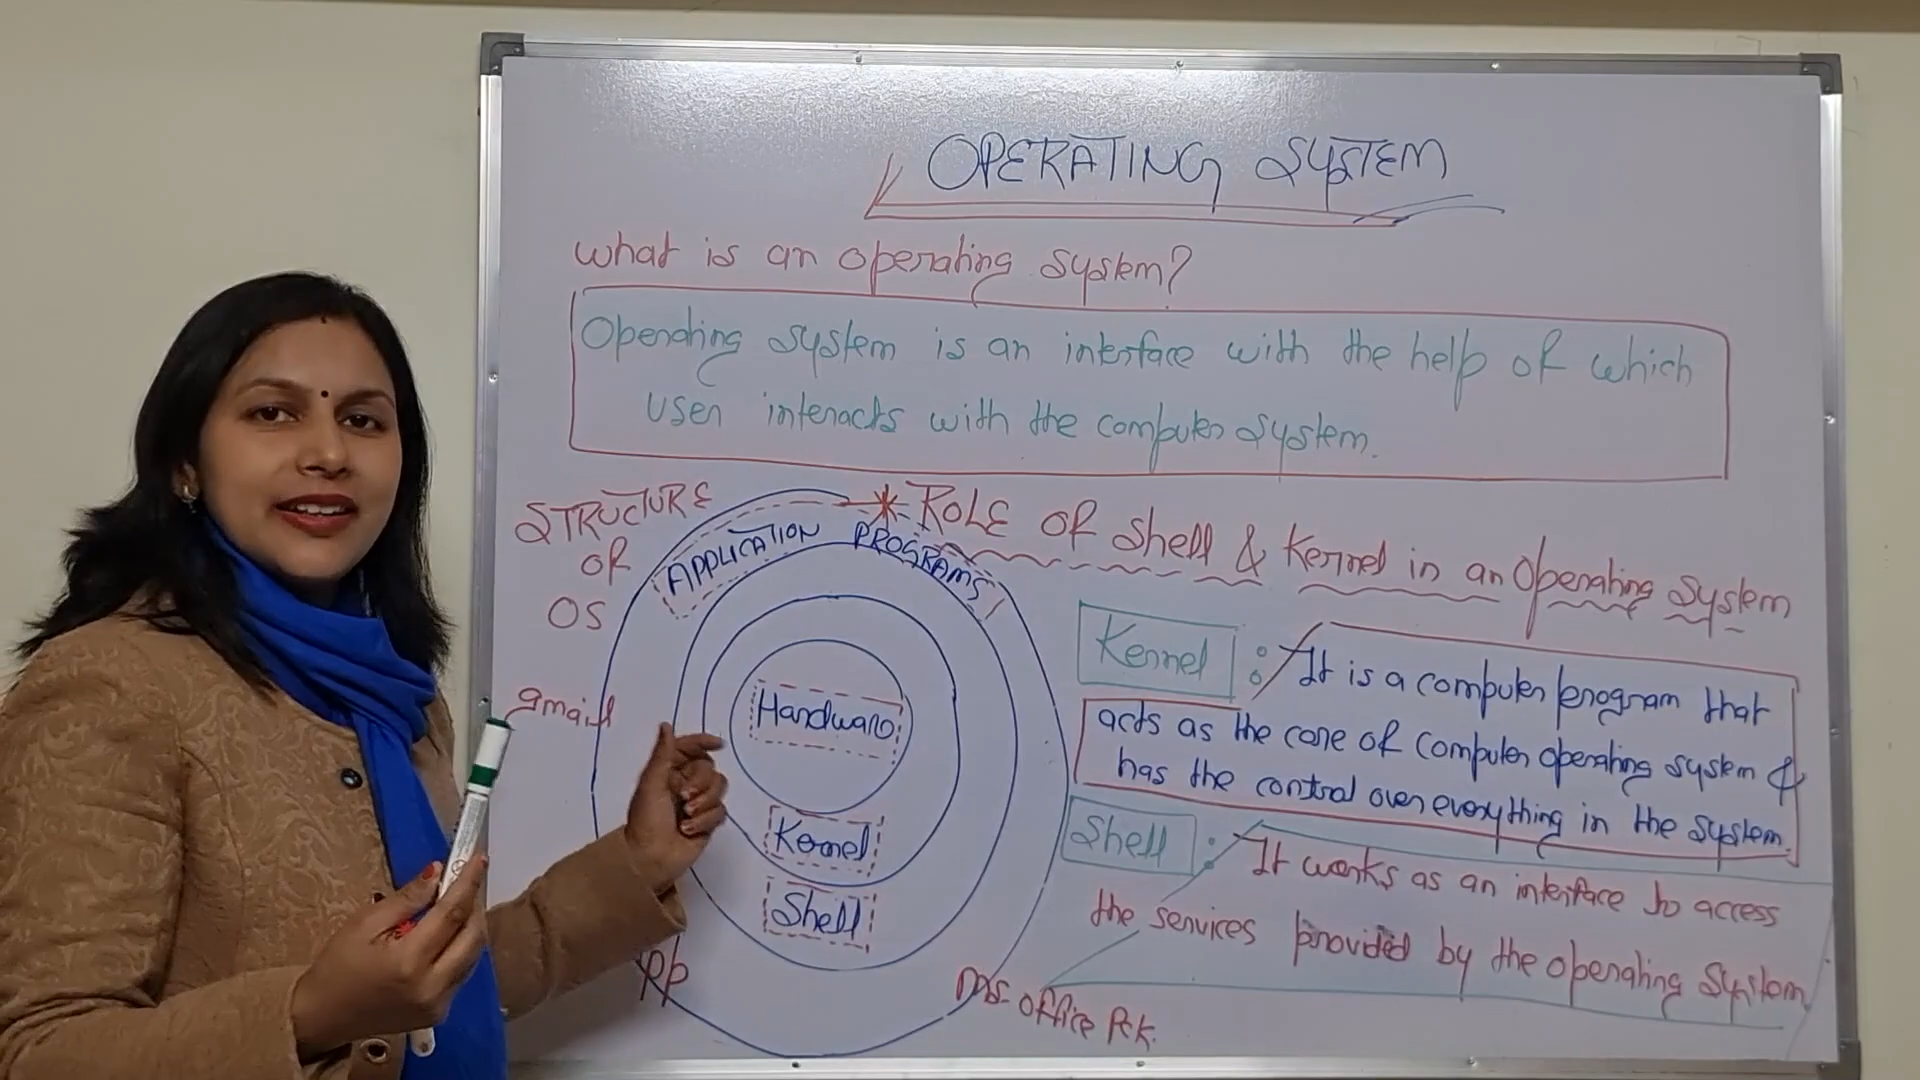 OPERATING SYSTEM
What is an operating system?
Operating system is an interface with the help of which
user interacts with the computer system.
STRUCTURE
OF
OS
APPLICATION PROGRAMS
Hardware
Kernel
Shell
gmail
MS-Office Pck.
* ROLE OF Shell & Kernel in an Operating System
Kernel : It is a computer program that
acts as the core of computer operating system &
has the control over everything in the system.
Shell : It works as an interface to access
the services provided by the operating system.